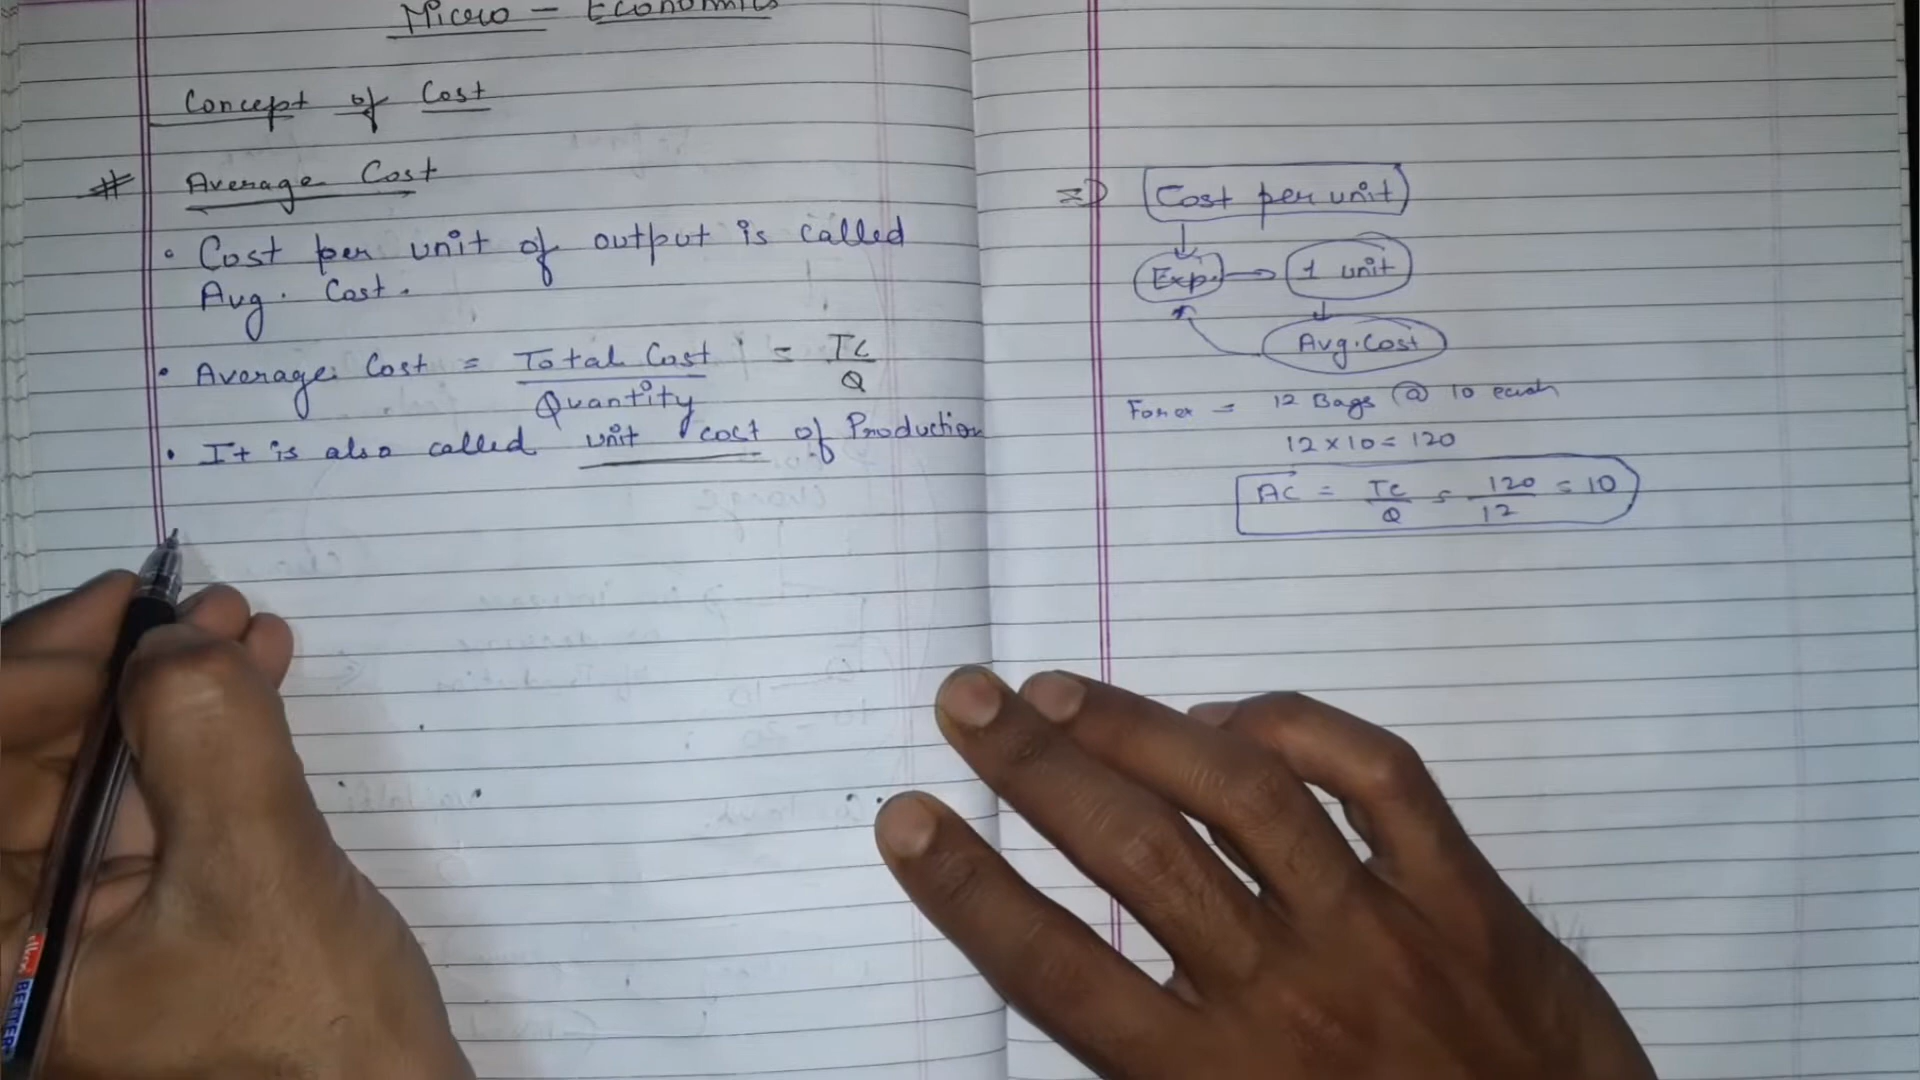 Micro - Economics
Concept of Cost
# Average Cost
• Cost per unit of output is called
Avg. Cost.
• Average Cost = Total Cost / Quantity = TC / Q
• It is also called unit cost of Production
=> Cost per unit
Exp. → 1 unit
Avg. Cost
For ex = 12 Bags @ 10 each
12 x 10 = 120
AC = TC / Q = 120 / 12 = 10